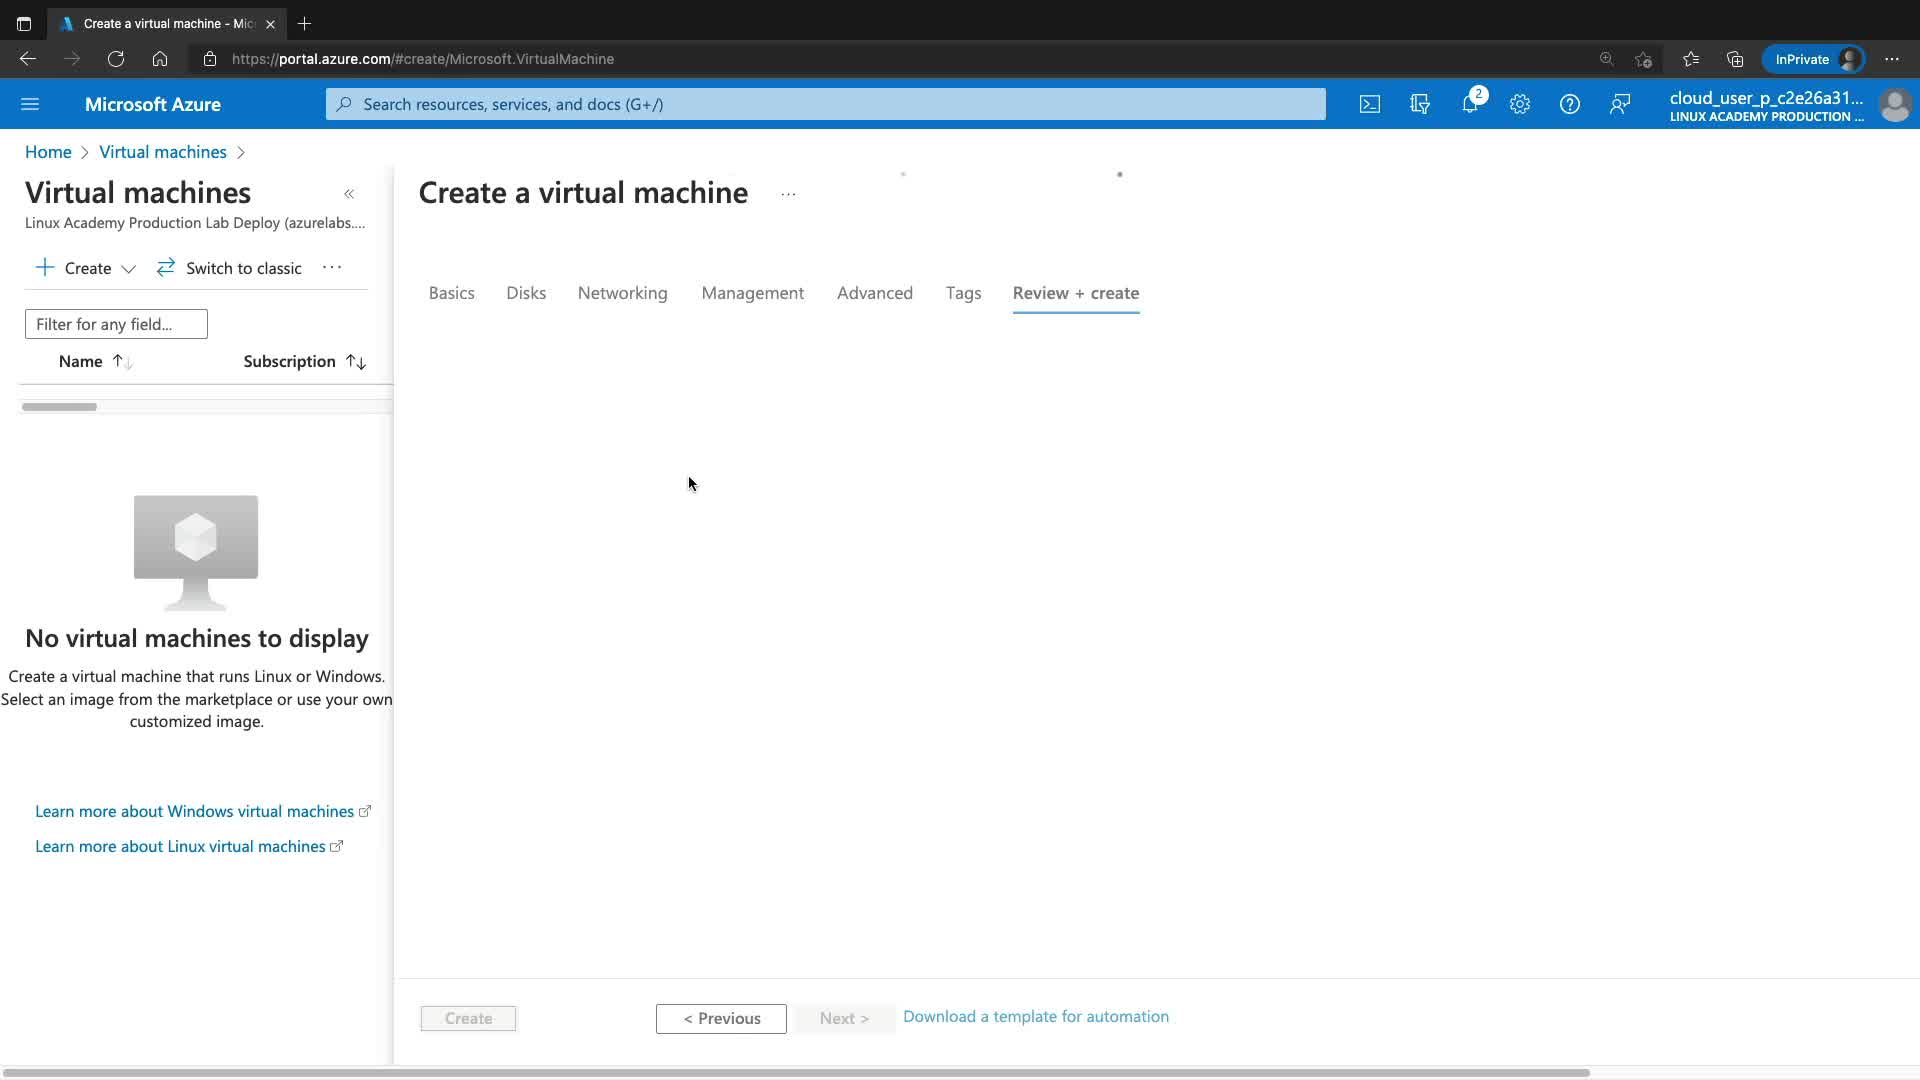 Create a virtual machine - Mic
https://portal.azure.com/#create/Microsoft.VirtualMachine
InPrivate
Microsoft Azure
Search resources, services, and docs (G+/)
2
cloud_user_p_c2e26a31...
LINUX ACADEMY PRODUCTION ...
Home > Virtual machines >
Virtual machines
«
Linux Academy Production Lab Deploy (azurelabs....
Create
Switch to classic
...
Filter for any field...
Name
Subscription
No virtual machines to display
Create a virtual machine that runs Linux or Windows.
Select an image from the marketplace or use your own
customized image.
Learn more about Windows virtual machines
Learn more about Linux virtual machines
Create a virtual machine
...
Basics
Disks
Networking
Management
Advanced
Tags
Review + create
Create
< Previous
Next >
Download a template for automation